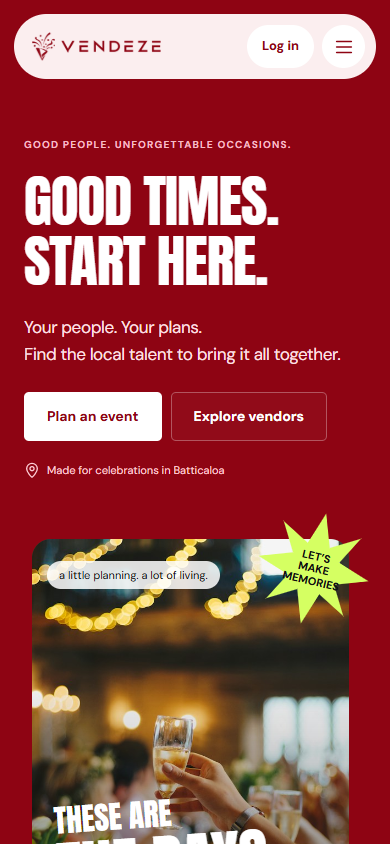 VENDEZE
Log in
GOOD PEOPLE. UNFORGETTABLE OCCASIONS.
GOOD TIMES.
START HERE.
Your people. Your plans.
Find the local talent to bring it all together.
Plan an event
Explore vendors
Made for celebrations in Batticaloa
LET'S
MAKE
MEMORIES
a little planning. a lot of living.
THESE ARE
THE DAYS